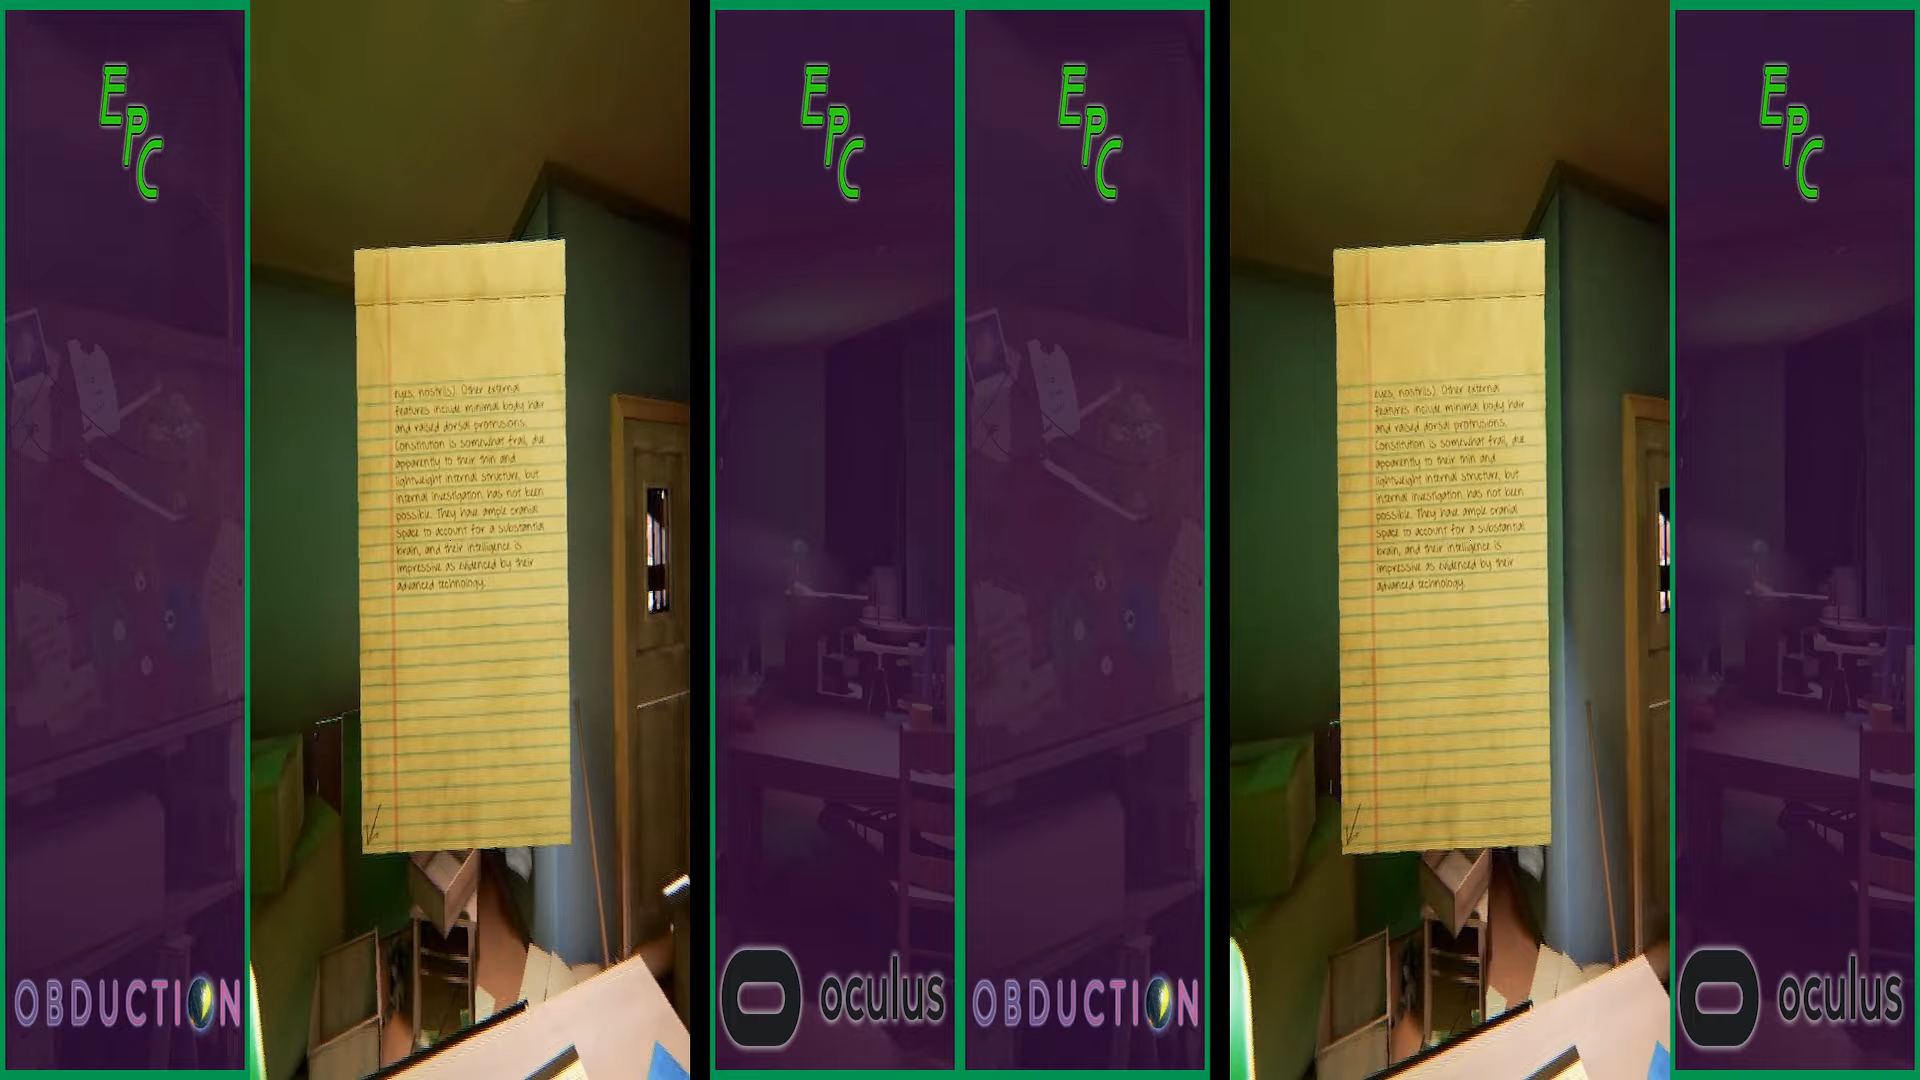 EPC
OBDUCTION
eyes, nostrils). Other external
features include minimal body hair
and raised dorsal protrusions.
Constitution is somewhat frail, due
apparently to their thin and
lightweight internal structure, but
internal investigation has not been
possible. They have ample cranial
space to account for a substantial
brain, and their intelligence is
impressive as evidenced by their
advanced technology.
EPC
oculus
EPC
OBDUCTION
eyes, nostrils). Other external
features include minimal body hair
and raised dorsal protrusions.
Constitution is somewhat frail, due
apparently to their thin and
lightweight internal structure, but
internal investigation has not been
possible. They have ample cranial
space to account for a substantial
brain, and their intelligence is
impressive as evidenced by their
advanced technology.
EPC
oculus